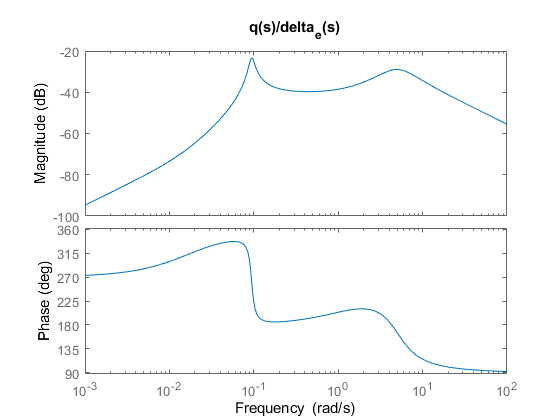 q(s)/delta_e(s)
-20
-40
-60
-80
-100
Magnitude (dB)
360
315
270
225
180
135
90
Phase (deg)
10^-3 10^-2 10^-1 10^0 10^1 10^2
Frequency (rad/s)